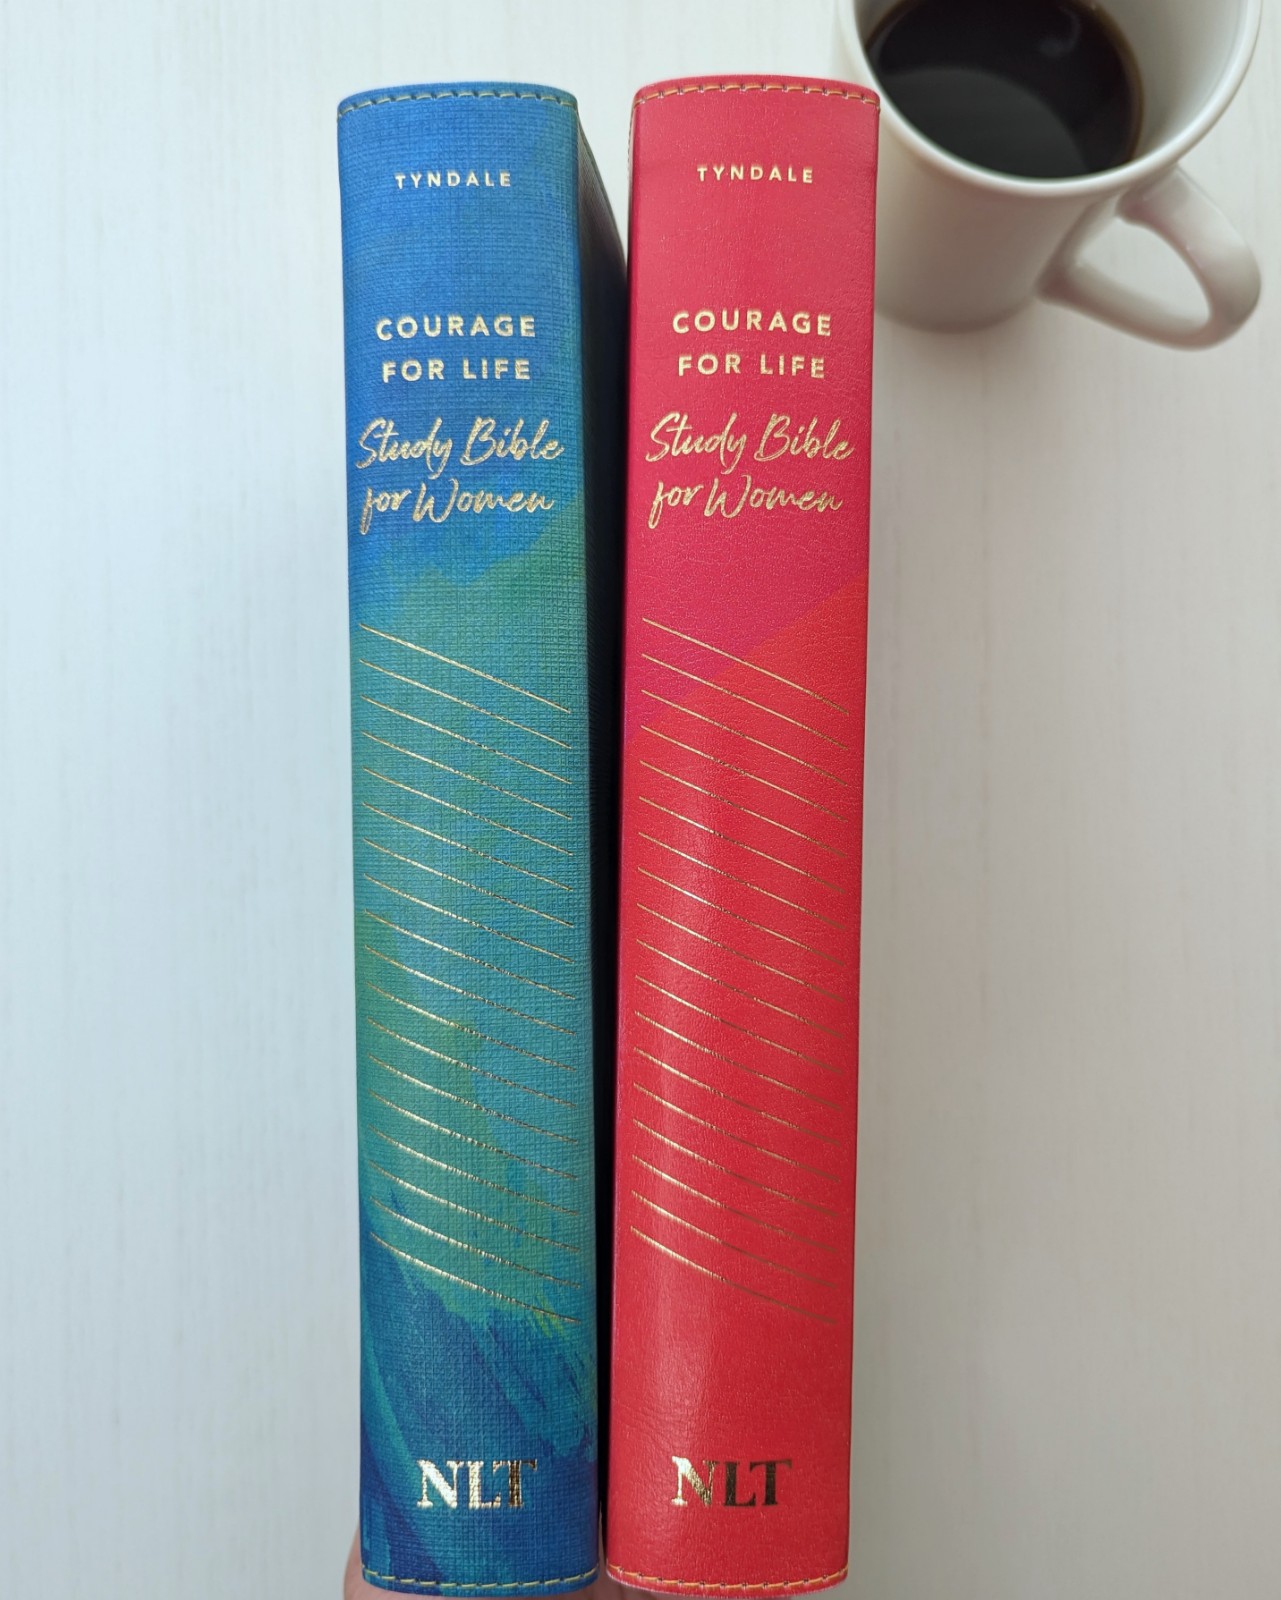 TYNDALE
COURAGE
FOR LIFE
Study Bible
for Women
NLT
TYNDALE
COURAGE
FOR LIFE
Study Bible
for Women
NLT